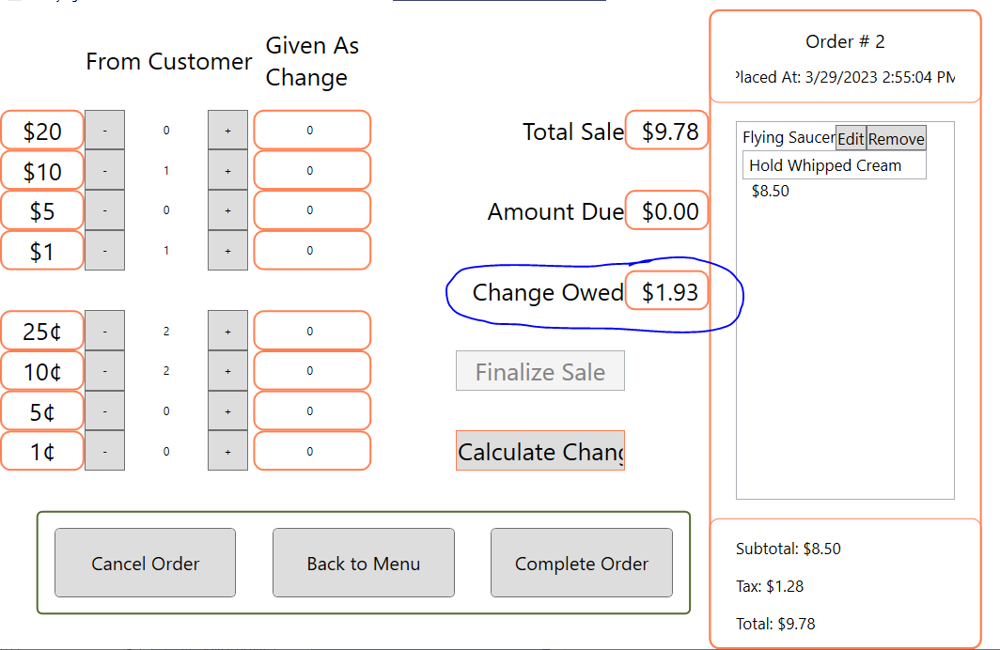 From Customer
Given As
Change
$20 - 0 + 0
$10 - 1 + 0
$5 - 0 + 0
$1 - 1 + 0
25¢ - 2 + 0
10¢ - 2 + 0
5¢ - 0 + 0
1¢ - 0 + 0
Total Sale $9.78
Amount Due $0.00
Change Owed $1.93
Finalize Sale
Calculate Chang
Cancel Order
Back to Menu
Complete Order
Order # 2
Placed At: 3/29/2023 2:55:04 PM
Flying Saucer Edit Remove
Hold Whipped Cream
$8.50
Subtotal: $8.50
Tax: $1.28
Total: $9.78